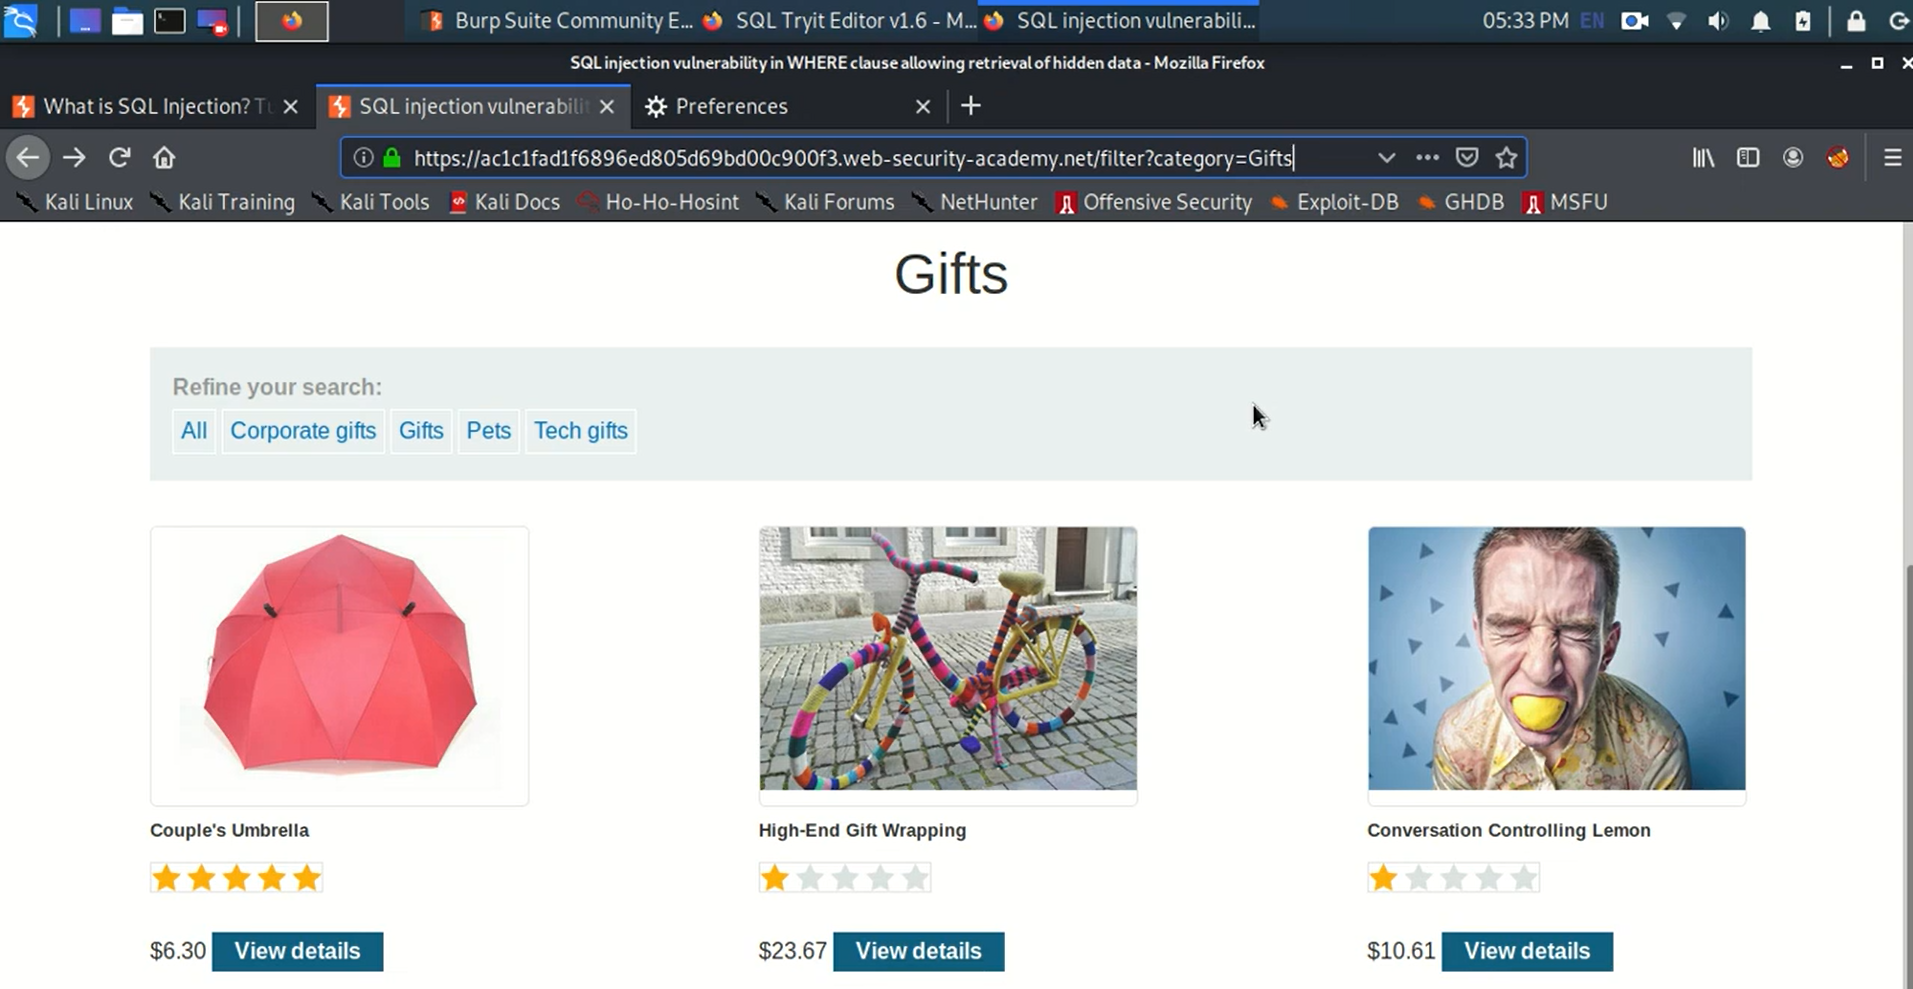 Burp Suite Community E... SQL Tryit Editor v1.6 - M... SQL injection vulnerabili... 05:33 PM EN
SQL injection vulnerability in WHERE clause allowing retrieval of hidden data - Mozilla Firefox
What is SQL Injection? Tu SQL injection vulnerabilit Preferences
https://ac1c1fad1f6896ed805d69bd00c900f3.web-security-academy.net/filter?category=Gifts
Kali Linux Kali Training Kali Tools Kali Docs Ho-Ho-Hosint Kali Forums NetHunter Offensive Security Exploit-DB GHDB MSFU
Gifts
Refine your search:
All Corporate gifts Gifts Pets Tech gifts
Couple's Umbrella High-End Gift Wrapping Conversation Controlling Lemon
$6.30 View details $23.67 View details $10.61 View details